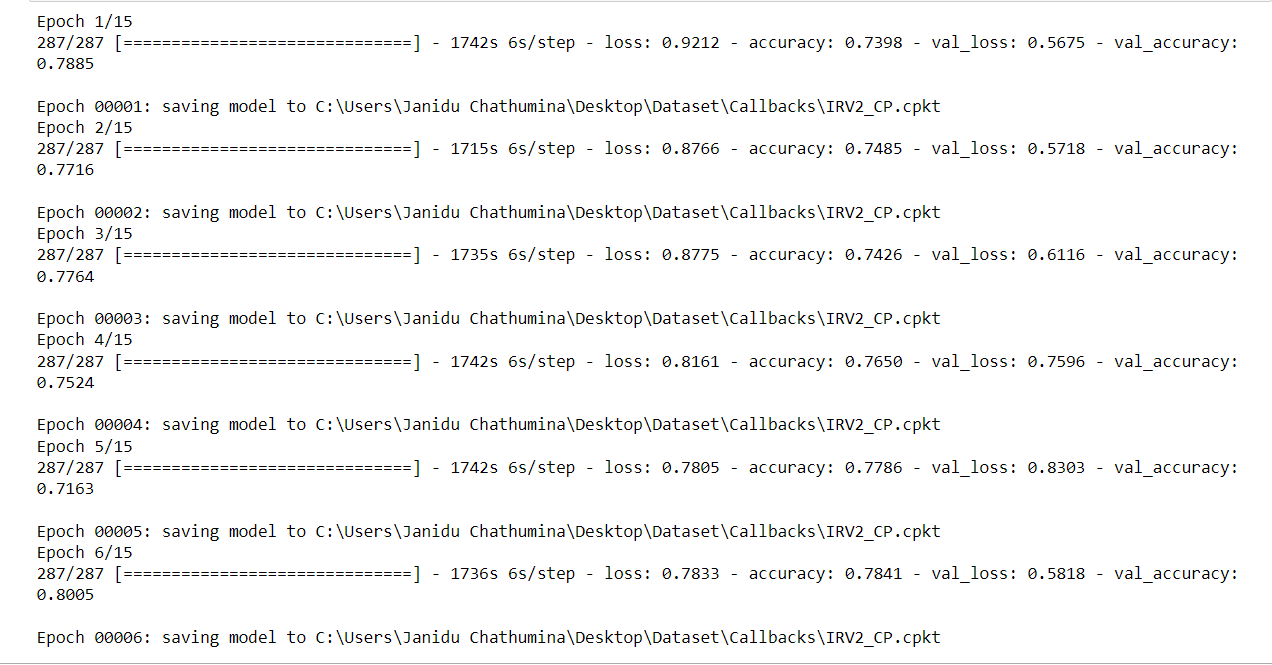 Epoch 1/15
287/287 [==============================] - 1742s 6s/step - loss: 0.9212 - accuracy: 0.7398 - val_loss: 0.5675 - val_accuracy:
0.7885
Epoch 00001: saving model to C:\Users\Janidu Chathumina\Desktop\Dataset\Callbacks\IRV2_CP.cpkt
Epoch 2/15
287/287 [==============================] - 1715s 6s/step - loss: 0.8766 - accuracy: 0.7485 - val_loss: 0.5718 - val_accuracy:
0.7716
Epoch 00002: saving model to C:\Users\Janidu Chathumina\Desktop\Dataset\Callbacks\IRV2_CP.cpkt
Epoch 3/15
287/287 [==============================] - 1735s 6s/step - loss: 0.8775 - accuracy: 0.7426 - val_loss: 0.6116 - val_accuracy:
0.7764
Epoch 00003: saving model to C:\Users\Janidu Chathumina\Desktop\Dataset\Callbacks\IRV2_CP.cpkt
Epoch 4/15
287/287 [==============================] - 1742s 6s/step - loss: 0.8161 - accuracy: 0.7650 - val_loss: 0.7596 - val_accuracy:
0.7524
Epoch 00004: saving model to C:\Users\Janidu Chathumina\Desktop\Dataset\Callbacks\IRV2_CP.cpkt
Epoch 5/15
287/287 [==============================] - 1742s 6s/step - loss: 0.7805 - accuracy: 0.7786 - val_loss: 0.8303 - val_accuracy:
0.7163
Epoch 00005: saving model to C:\Users\Janidu Chathumina\Desktop\Dataset\Callbacks\IRV2_CP.cpkt
Epoch 6/15
287/287 [==============================] - 1736s 6s/step - loss: 0.7833 - accuracy: 0.7841 - val_loss: 0.5818 - val_accuracy:
0.8005
Epoch 00006: saving model to C:\Users\Janidu Chathumina\Desktop\Dataset\Callbacks\IRV2_CP.cpkt